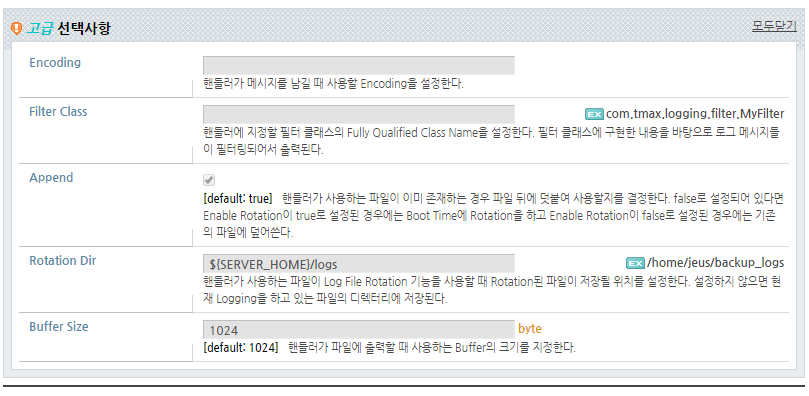 고급 선택사항
모두닫기
Encoding
핸들러가 메시지를 남길 때 사용할 Encoding을 설정한다.
Filter Class
EX com.tmax.logging.filter.MyFilter
핸들러에 지정할 필터 클래스의 Fully Qualified Class Name을 설정한다. 필터 클래스에 구현한 내용을 바탕으로 로그 메시지들
이 필터링되어서 출력된다.
Append
[default: true] 핸들러가 사용하는 파일이 이미 존재하는 경우 파일 뒤에 덧붙여 사용할지를 결정한다. false로 설정되어 있다면
Enable Rotation이 true로 설정된 경우에는 Boot Time에 Rotation을 하고 Enable Rotation이 false로 설정된 경우에는 기존
의 파일에 덮어쓴다.
Rotation Dir
${SERVER_HOME}/logs
EX /home/jeus/backup_logs
핸들러가 사용하는 파일이 Log File Rotation 기능을 사용할 때 Rotation된 파일이 저장될 위치를 설정한다. 설정하지 않으면 현
재 Logging을 하고 있는 파일의 디렉터리에 저장된다.
Buffer Size
1024 byte
[default: 1024] 핸들러가 파일에 출력할 때 사용하는 Buffer의 크기를 지정한다.